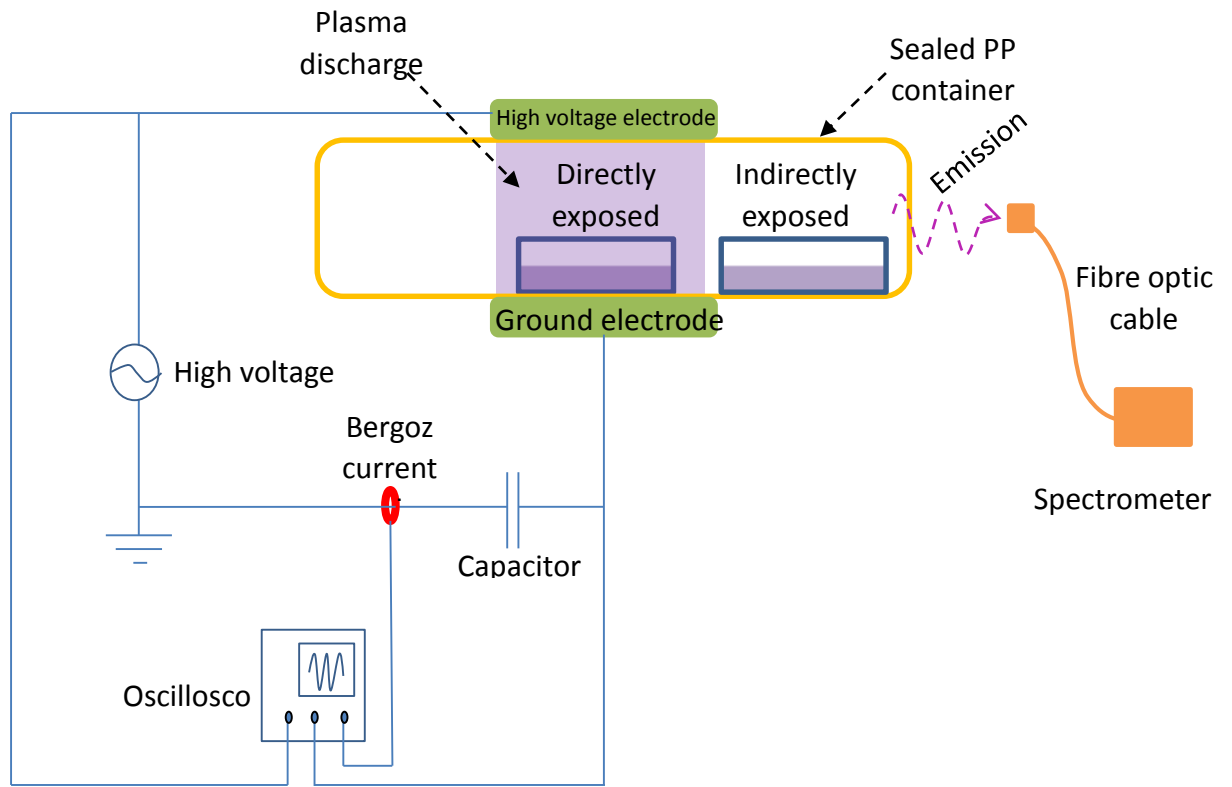 Plasma
discharge
Sealed PP
container
High voltage electrode
Emission
Directly
exposed
Indirectly
exposed
Fibre optic
cable
Ground electrode
High voltage
Bergoz
current
Spectrometer
Capacitor
Oscillosco